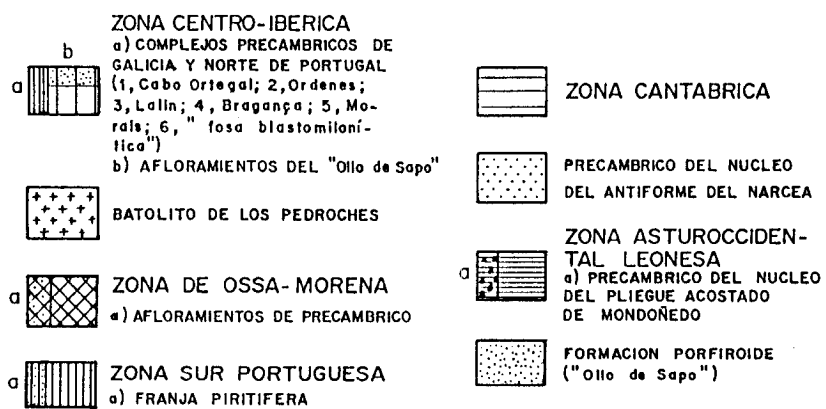 ZONA CENTRO-IBERICA
a) COMPLEJOS PRECAMBRICOS DE
GALICIA Y NORTE DE PORTUGAL
(1, Cabo Ortegal; 2, Ordenes;
3, Lalin; 4, Bragança; 5, Mo-
rais; 6, " fosa blastomiloní-
tica")
b) AFLORAMIENTOS DEL "Ollo de Sapo"
b
a
BATOLITO DE LOS PEDROCHES
a
ZONA DE OSSA-MORENA
a) AFLORAMIENTOS DE PRECAMBRICO
a
ZONA SUR PORTUGUESA
a) FRANJA PIRITIFERA
ZONA CANTABRICA
PRECAMBRICO DEL NUCLEO
DEL ANTIFORME DEL NARCEA
a
ZONA ASTUROCCIDEN-
TAL LEONESA
a) PRECAMBRICO DEL NUCLEO
DEL PLIEGUE ACOSTADO
DE MONDOÑEDO
FORMACION PORFIROIDE
("Ollo de Sapo")